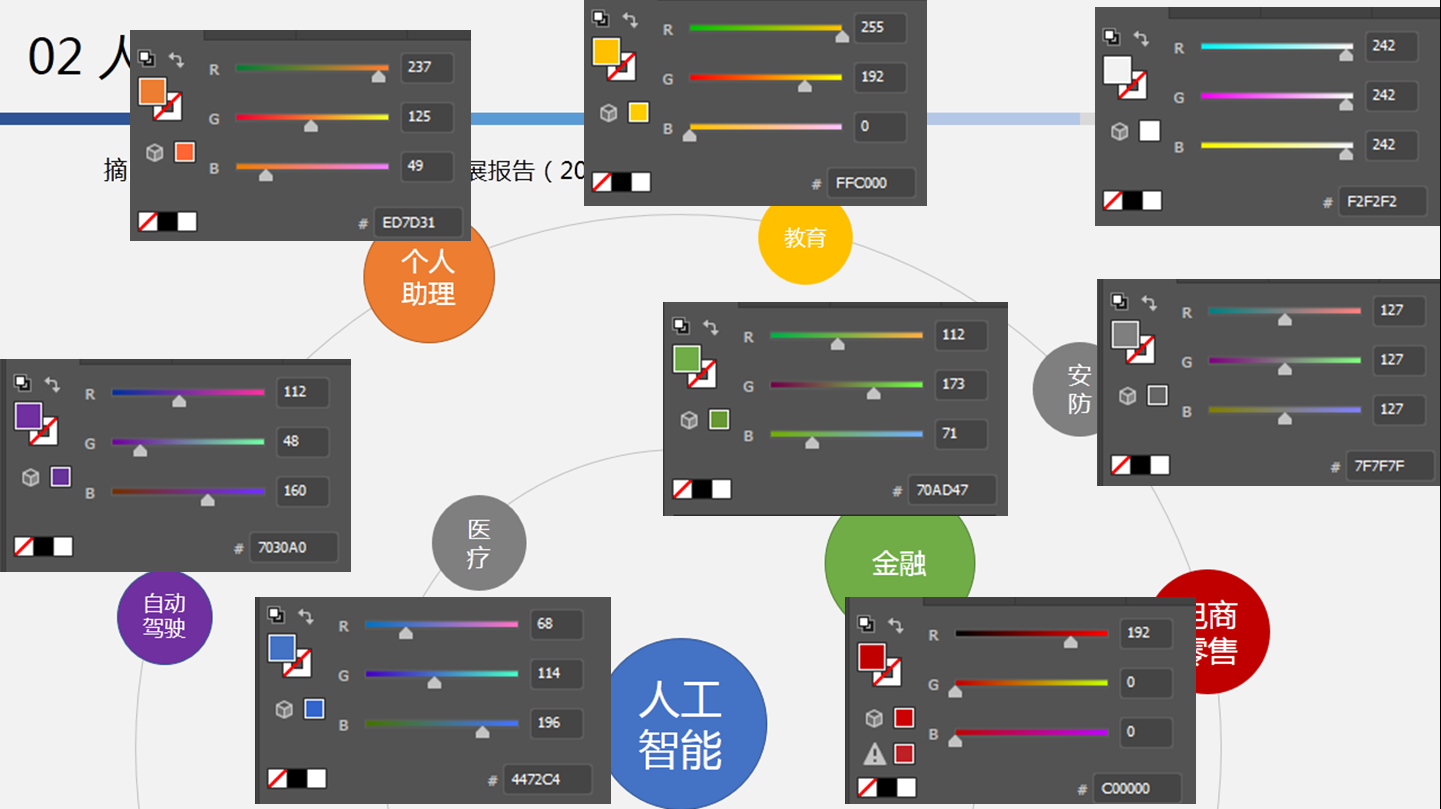 02 人
摘
展报告（20
R 237
G 125
B 49
# ED7D31
R 255
G 192
B 0
# FFC000
R 242
G 242
B 242
# F2F2F2
个人
助理
教育
R 112
G 173
B 71
# 70AD47
R 127
G 127
B 127
# 7F7F7F
安
防
R 112
G 48
B 160
# 7030A0
医
疗
金融
自动
驾驶
R 68
G 114
B 196
# 4472C4
人工
智能
R 192
G 0
B 0
# C00000
电商
零售